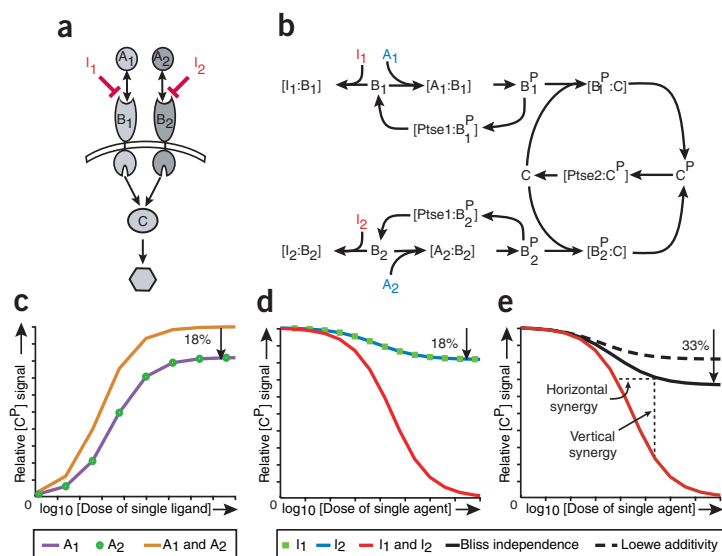 a
A1 A2
I1 I2
B1 B2
C
b
I1 A1
[I1:B1] B1 [A1:B1] B1P [B1P:C]
[Ptse1:B1P]
C [Ptse2:CP] CP
[Ptse1:B2P]
I2
[I2:B2] B2 [A2:B2] B2P [B2P:C]
A2
c
Relative [CP] signal
18%
0
log10 [Dose of single ligand]
A1 A2 A1 and A2
d
Relative [CP] signal
18%
0
log10 [Dose of single agent]
I1 I2 I1 and I2
e
Relative [CP] signal
33%
Horizontal
synergy
Vertical
synergy
0
log10 [Dose of single agent]
Bliss independence Loewe additivity